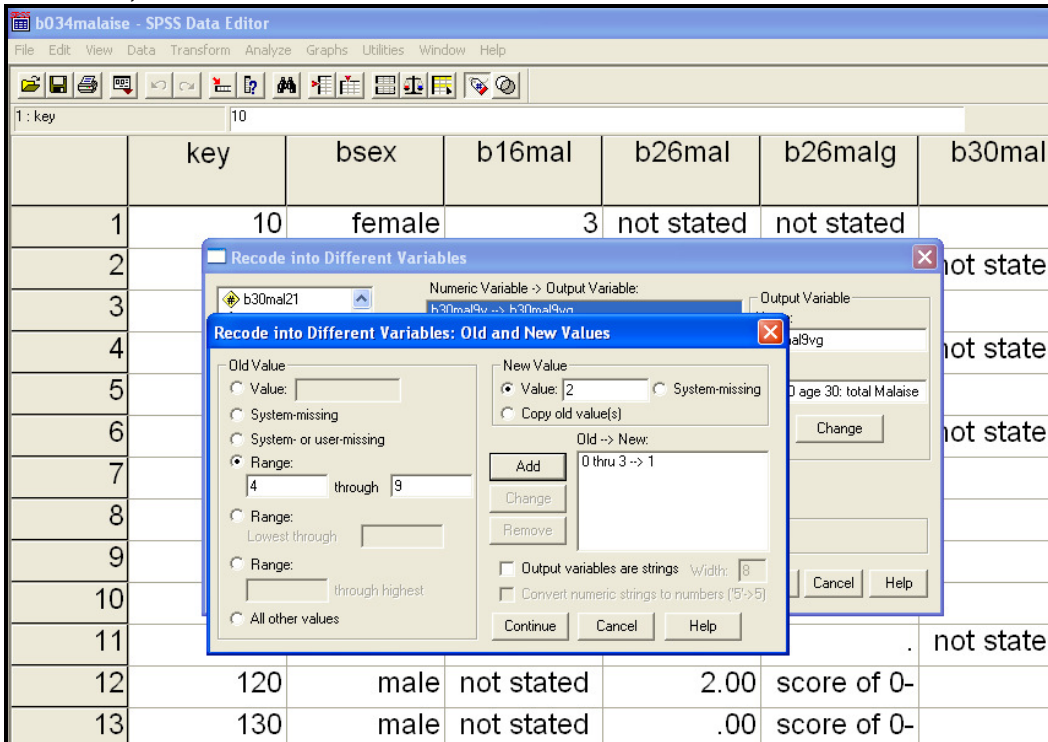 b034malaise - SPSS Data Editor
File Edit View Data Transform Analyze Graphs Utilities Window Help
1 : key 10
key bsex b16mal b26mal b26malg b30mal
1 10 female 3 not stated not stated
2 not state
3
4 not state
5
6 not state
7
8
9
10
11 . not state
12 120 male not stated 2.00 score of 0-
13 130 male not stated .00 score of 0-
Recode into Different Variables
b30mal21
Numeric Variable -> Output Variable:
b30mal9v --> b30mal9vg
Output Variable
al9vg
0 age 30: total Malaise
Change
Cancel Help
Recode into Different Variables: Old and New Values
Old Value
Value:
System-missing
System- or user-missing
Range:
4 through 9
Range:
Lowest through
Range:
through highest
All other values
New Value
Value: 2 System-missing
Copy old value(s)
Old --> New:
Add
0 thru 3 --> 1
Change
Remove
Output variables are strings Width: 8
Convert numeric strings to numbers ('5'->5)
Continue Cancel Help